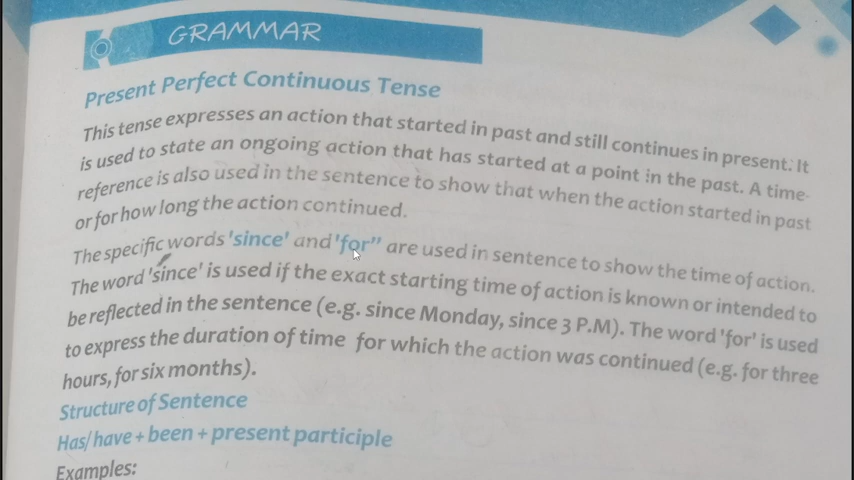 GRAMMAR
Present Perfect Continuous Tense
This tense expresses an action that started in past and still continues in present. It
is used to state an ongoing action that has started at a point in the past. A time-
reference is also used in the sentence to show that when the action started in past
or for how long the action continued.
The specific words 'since' and 'for" are used in sentence to show the time of action.
The word 'since' is used if the exact starting time of action is known or intended to
be reflected in the sentence (e.g. since Monday, since 3 P.M). The word 'for' is used
to express the duration of time for which the action was continued (e.g. for three
hours, for six months).
Structure of Sentence
Has/ have + been + present participle
Examples: